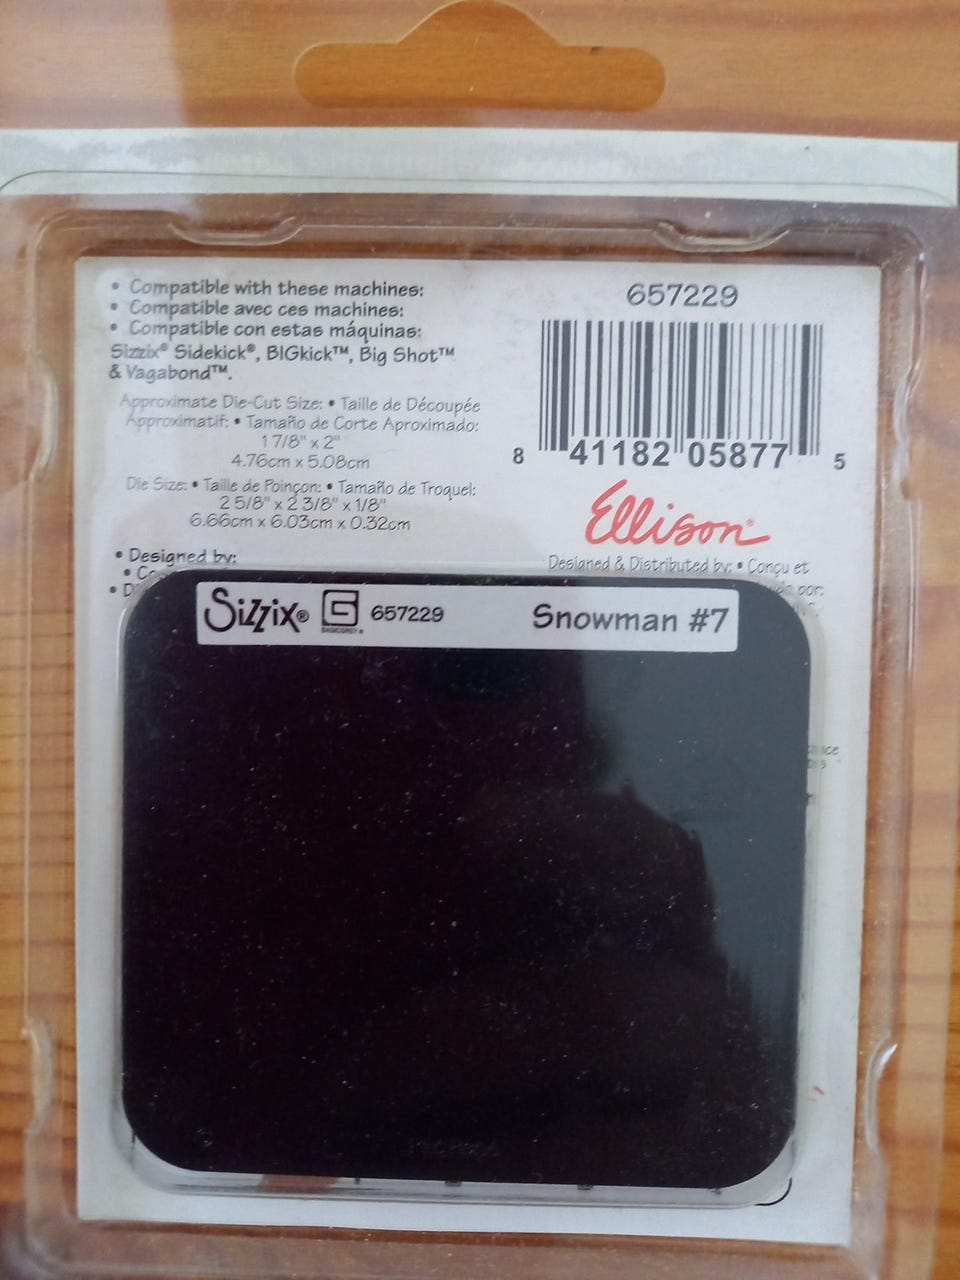 • Compatible with these machines:
• Compatible avec ces machines:
• Compatible con estas máquinas:
Sizzix® Sidekick®, BIGkick™, Big Shot™
& Vagabond™.
Approximate Die-Cut Size: • Taille de Découpée
Approximatif: • Tamaño de Corte Aproximado:
1 7/8" x 2"
4.76cm x 5.08cm
Die Size: • Taille de Poinçon: • Tamaño de Troquel:
2 5/8" x 2 3/8" x 1/8"
6.66cm x 6.03cm x 0.32cm
• Designed by:
657229
8 41182 05877 5
Ellison®
Designed & Distributed by: • Conçu et
por:
Sizzix® G 657229 Snowman #7
BASICGREY®